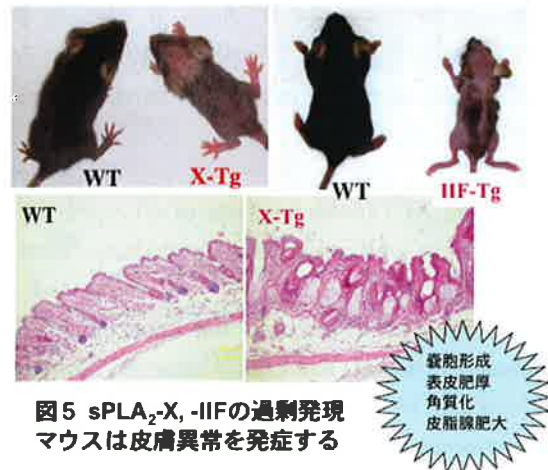 WT
X-Tg
WT
IIF-Tg
WT
X-Tg
嚢胞形成
表皮肥厚
角質化
皮脂腺肥大
図5 sPLA₂-X, -IIFの過剰発現
マウスは皮膚異常を発症する